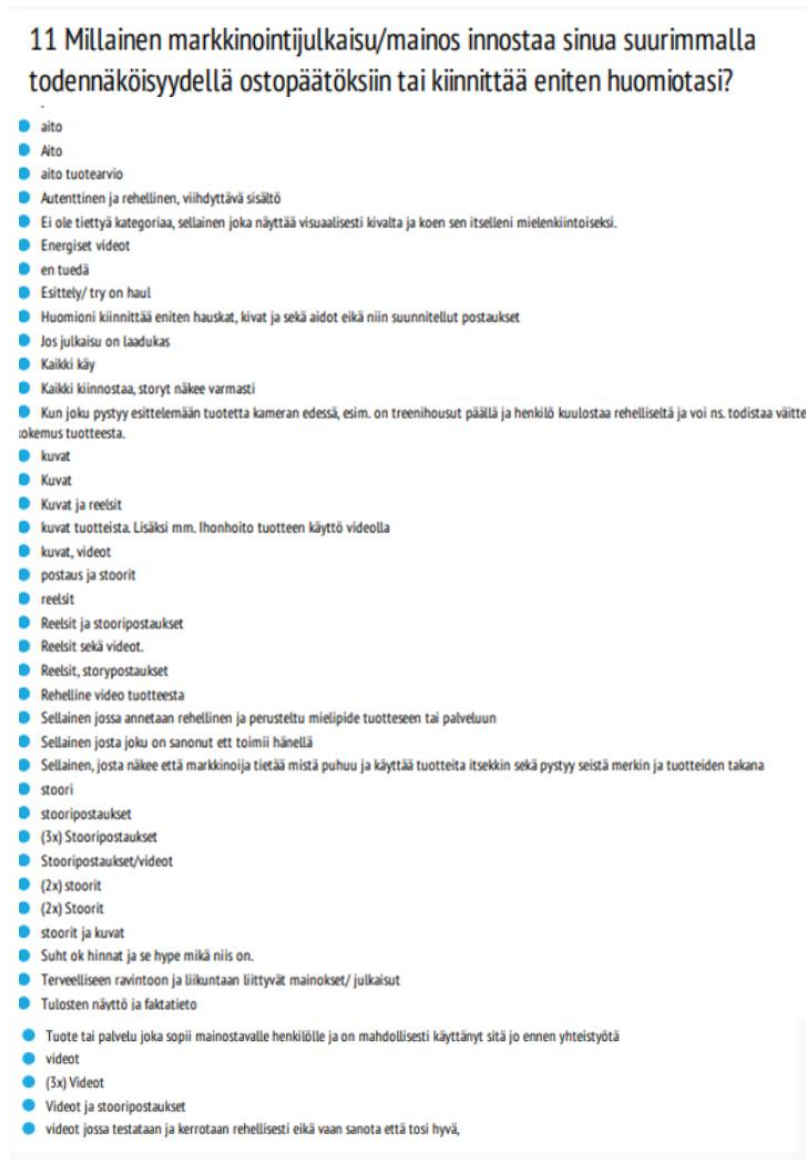 11 Millainen markkinointijulkaisu/mainos innostaa sinua suurimmalla
todennäköisyydellä ostopäätöksiin tai kiinnittää eniten huomiotasi?
aito
Aito
aito tuotearvio
Autenttinen ja rehellinen, viihdyttävä sisältö
Ei ole tiettyä kategoriaa, sellainen joka näyttää visuaalisesti kivalta ja koen sen itselleni mielenkiintoiseksi.
Energiset videot
en tuedä
Esittely/ try on haul
Huomioni kiinnittää eniten hauskat, kivat ja sekä aidot eikä niin suunnitellut postaukset
Jos julkaisu on laadukas
Kaikki käy
Kaikki kiinnostaa, storyt näkee varmasti
Kun joku pystyy esittelemään tuotetta kameran edessä, esim. on treenihousut päällä ja henkilö kuulostaa rehelliseltä ja voi ns. todistaa väitte
okemus tuotteesta.
kuvat
Kuvat
Kuvat ja reelsit
kuvat tuotteista. Lisäksi mm. Ihonhoito tuotteen käyttö videolla
kuvat, videot
postaus ja stoorit
reelsit
Reelsit ja stooripostaukset
Reelsit sekä videot.
Reelsit, storypostaukset
Rehelline video tuotteesta
Sellainen jossa annetaan rehellinen ja perusteltu mielipide tuotteseen tai palveluun
Sellainen josta joku on sanonut ett toimii hänellä
Sellainen, josta näkee että markkinoija tietää mistä puhuu ja käyttää tuotteita itsekkin sekä pystyy seistä merkin ja tuotteiden takana
stoori
stooripostaukset
(3x) Stooripostaukset
Stooripostaukset/videot
(2x) stoorit
(2x) Stoorit
stoorit ja kuvat
Suht ok hinnat ja se hype mikä niis on.
Terveelliseen ravintoon ja liikuntaan liittyvät mainokset/ julkaisut
Tulosten näyttö ja faktatieto
Tuote tai palvelu joka sopii mainostavalle henkilölle ja on mahdollisesti käyttänyt sitä jo ennen yhteistyötä
videot
(3x) Videot
Videot ja stooripostaukset
videot jossa testataan ja kerrotaan rehellisesti eikä vaan sanota että tosi hyvä,